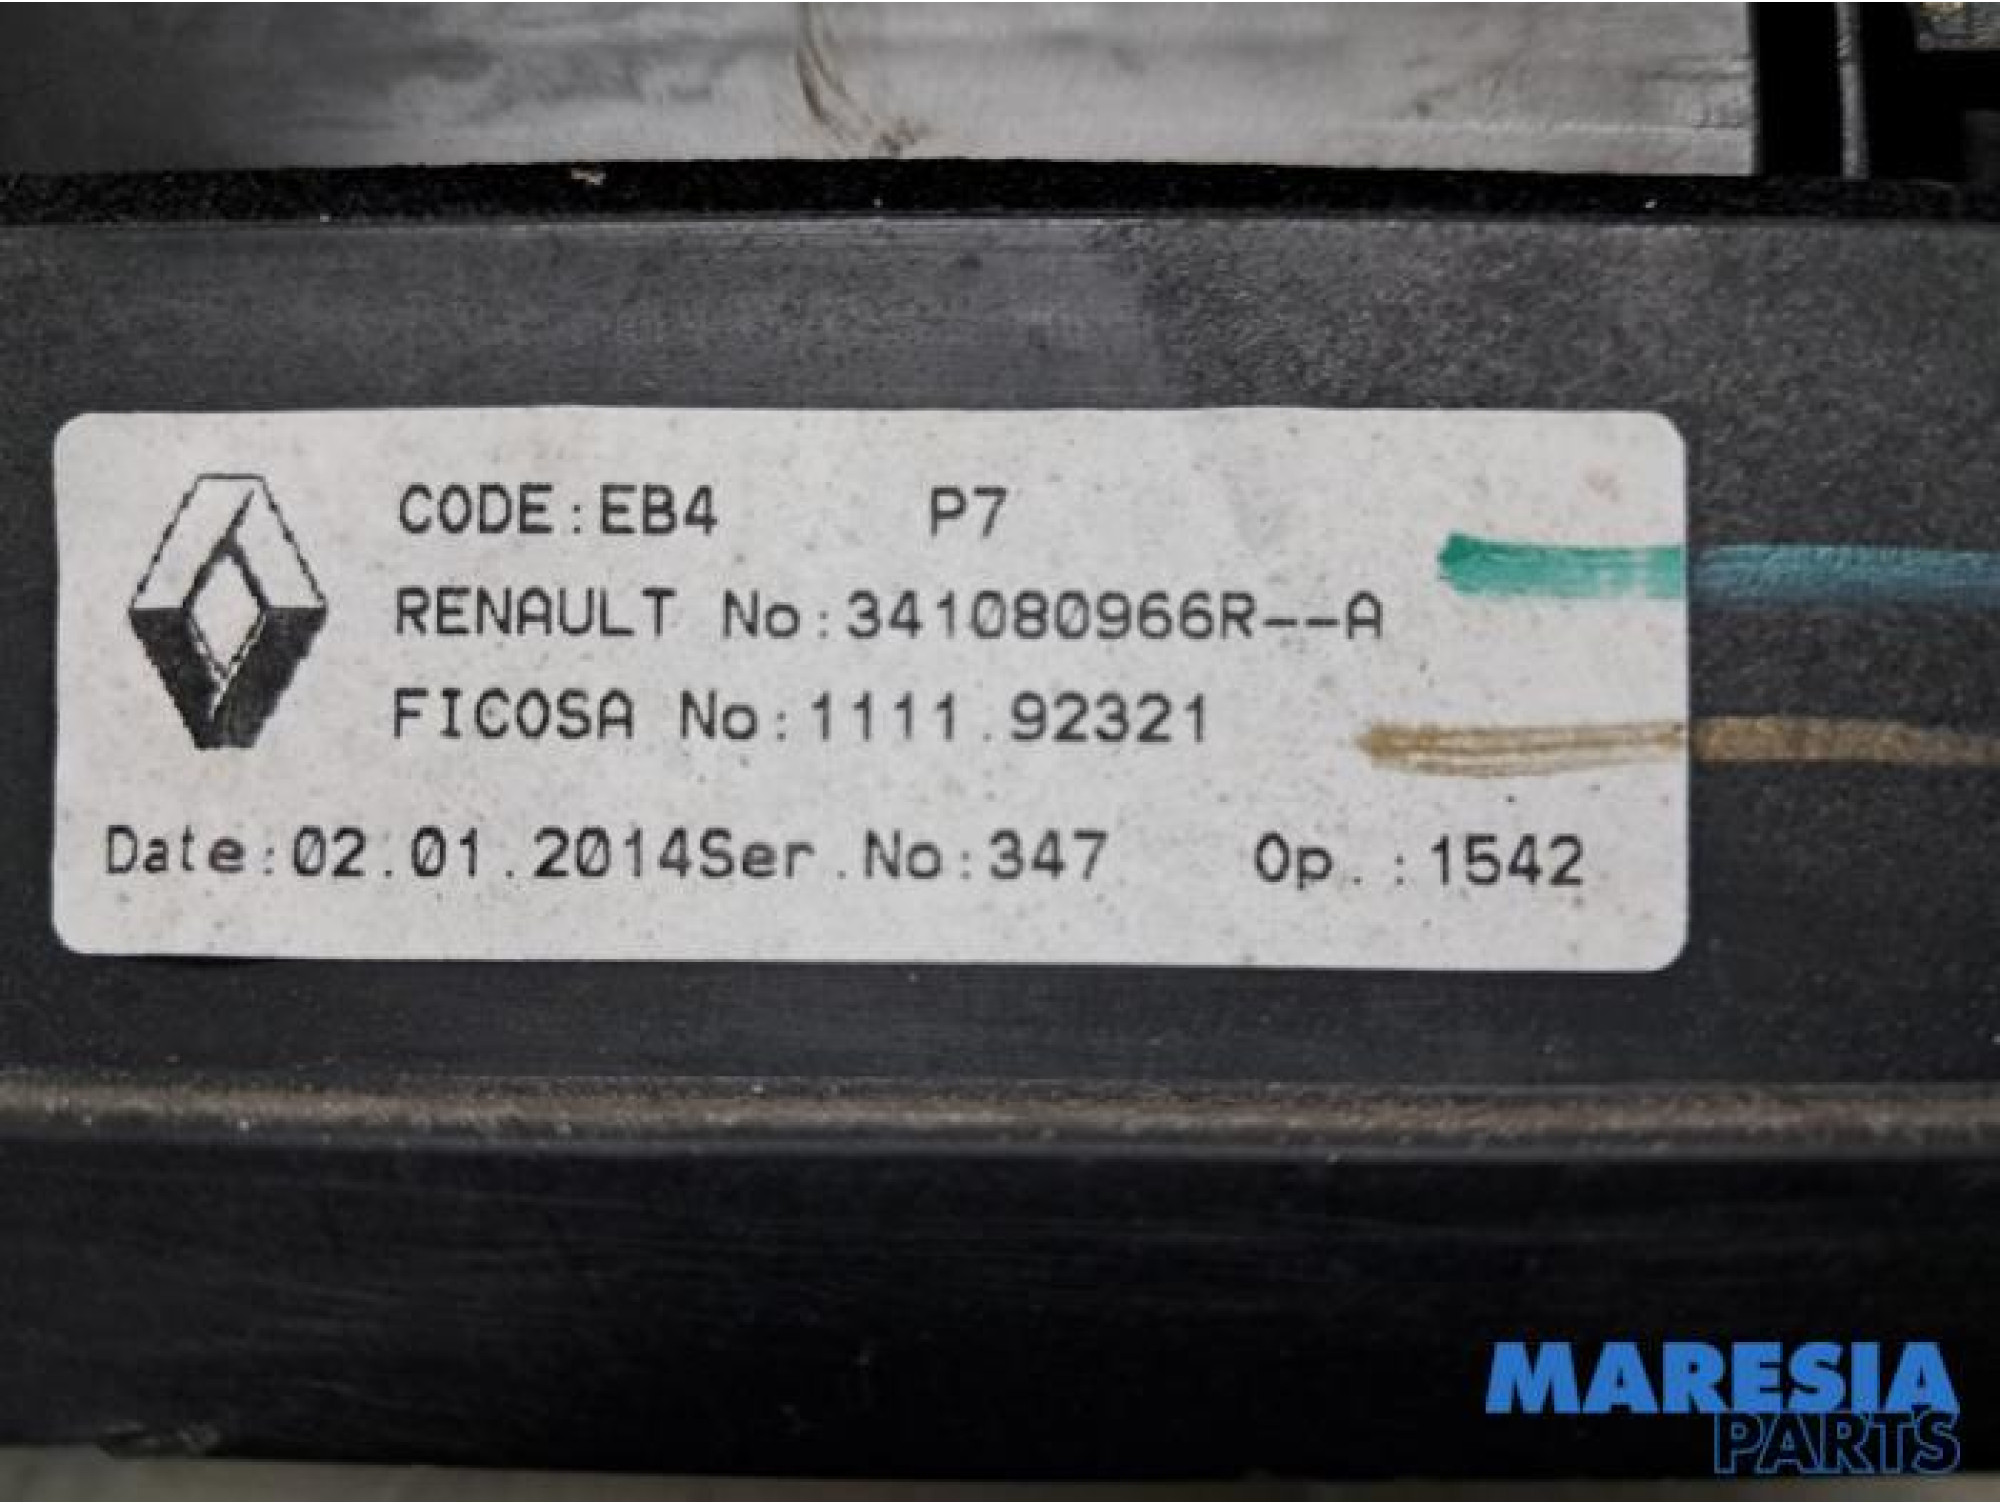 CODE:EB4 P7
RENAULT No:341080966R--A
FICOSA No:1111.92321
Date:02.01.2014Ser.No:347 Op.:1542
MARESIA
PARTS